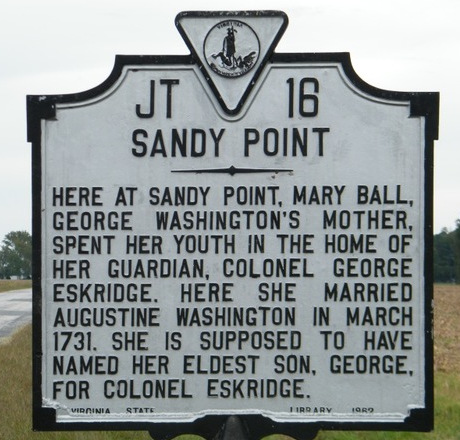 JT 16
SANDY POINT
HERE AT SANDY POINT, MARY BALL,
GEORGE WASHINGTON'S MOTHER,
SPENT HER YOUTH IN THE HOME OF
HER GUARDIAN, COLONEL GEORGE
ESKRIDGE. HERE SHE MARRIED
AUGUSTINE WASHINGTON IN MARCH
1731. SHE IS SUPPOSED TO HAVE
NAMED HER ELDEST SON, GEORGE,
FOR COLONEL ESKRIDGE.
VIRGINIA STATE LIBRARY 1962